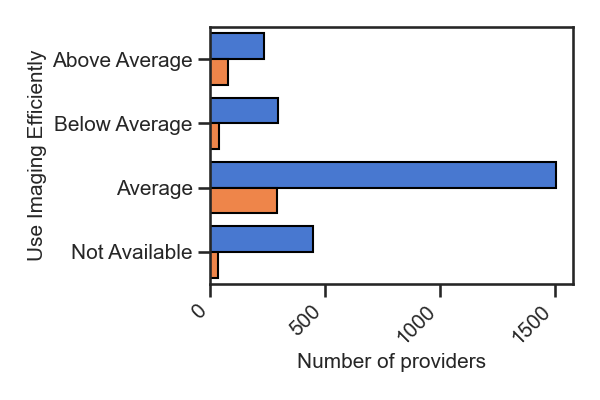 Use Imaging Efficiently
Above Average
Below Average
Average
Not Available
0
500
1000
1500
Number of providers